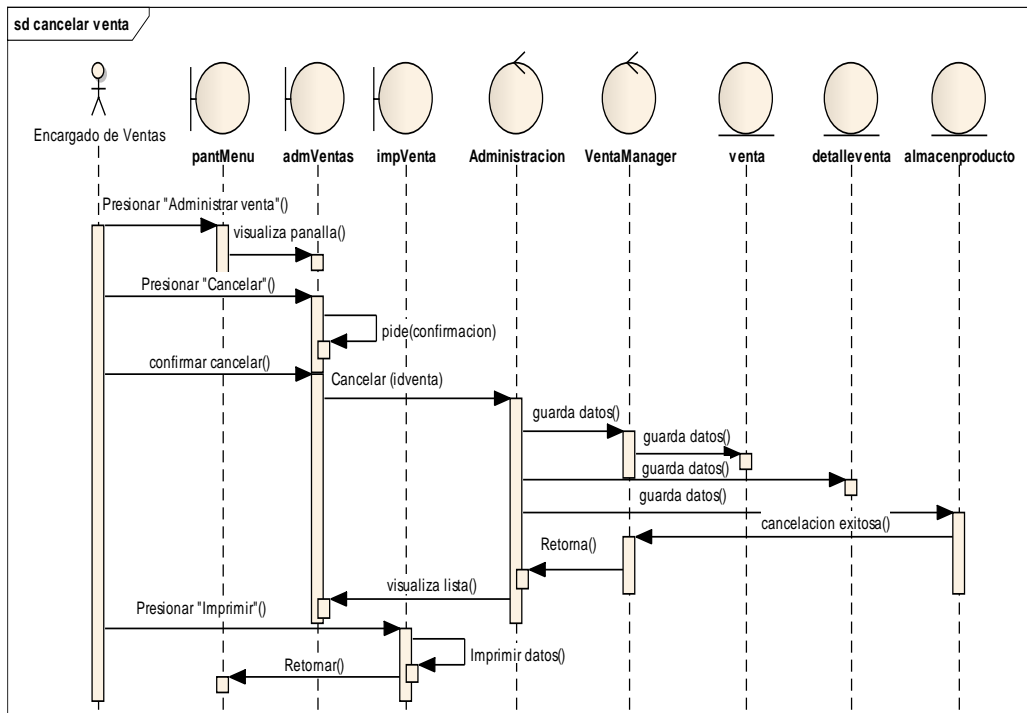 sd cancelar venta
Encargado de Ventas
pantMenu
admVentas
impVenta
Administracion
VentaManager
venta
detalleventa
almacenproducto
Presionar "Administrar venta"()
visualiza panalla()
Presionar "Cancelar"()
pide(confirmacion)
confirmar cancelar()
Cancelar (idventa)
guarda datos()
guarda datos()
guarda datos()
guarda datos()
cancelacion exitosa()
Retorna()
visualiza lista()
Presionar "Imprimir"()
Imprimir datos()
Retornar()